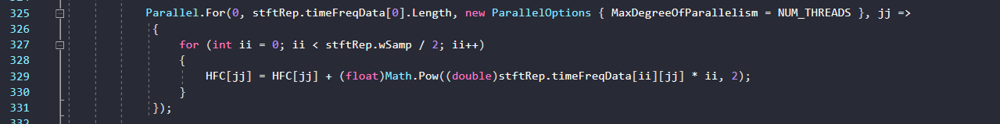 325 Parallel.For(0, stftRep.timeFreqData[0].Length, new ParallelOptions { MaxDegreeOfParallelism = NUM_THREADS }, jj =>
326 {
327 for (int ii = 0; ii < stftRep.wSamp / 2; ii++)
328 {
329 HFC[jj] = HFC[jj] + (float)Math.Pow((double)stftRep.timeFreqData[ii][jj] * ii, 2);
330 }
331 });
332